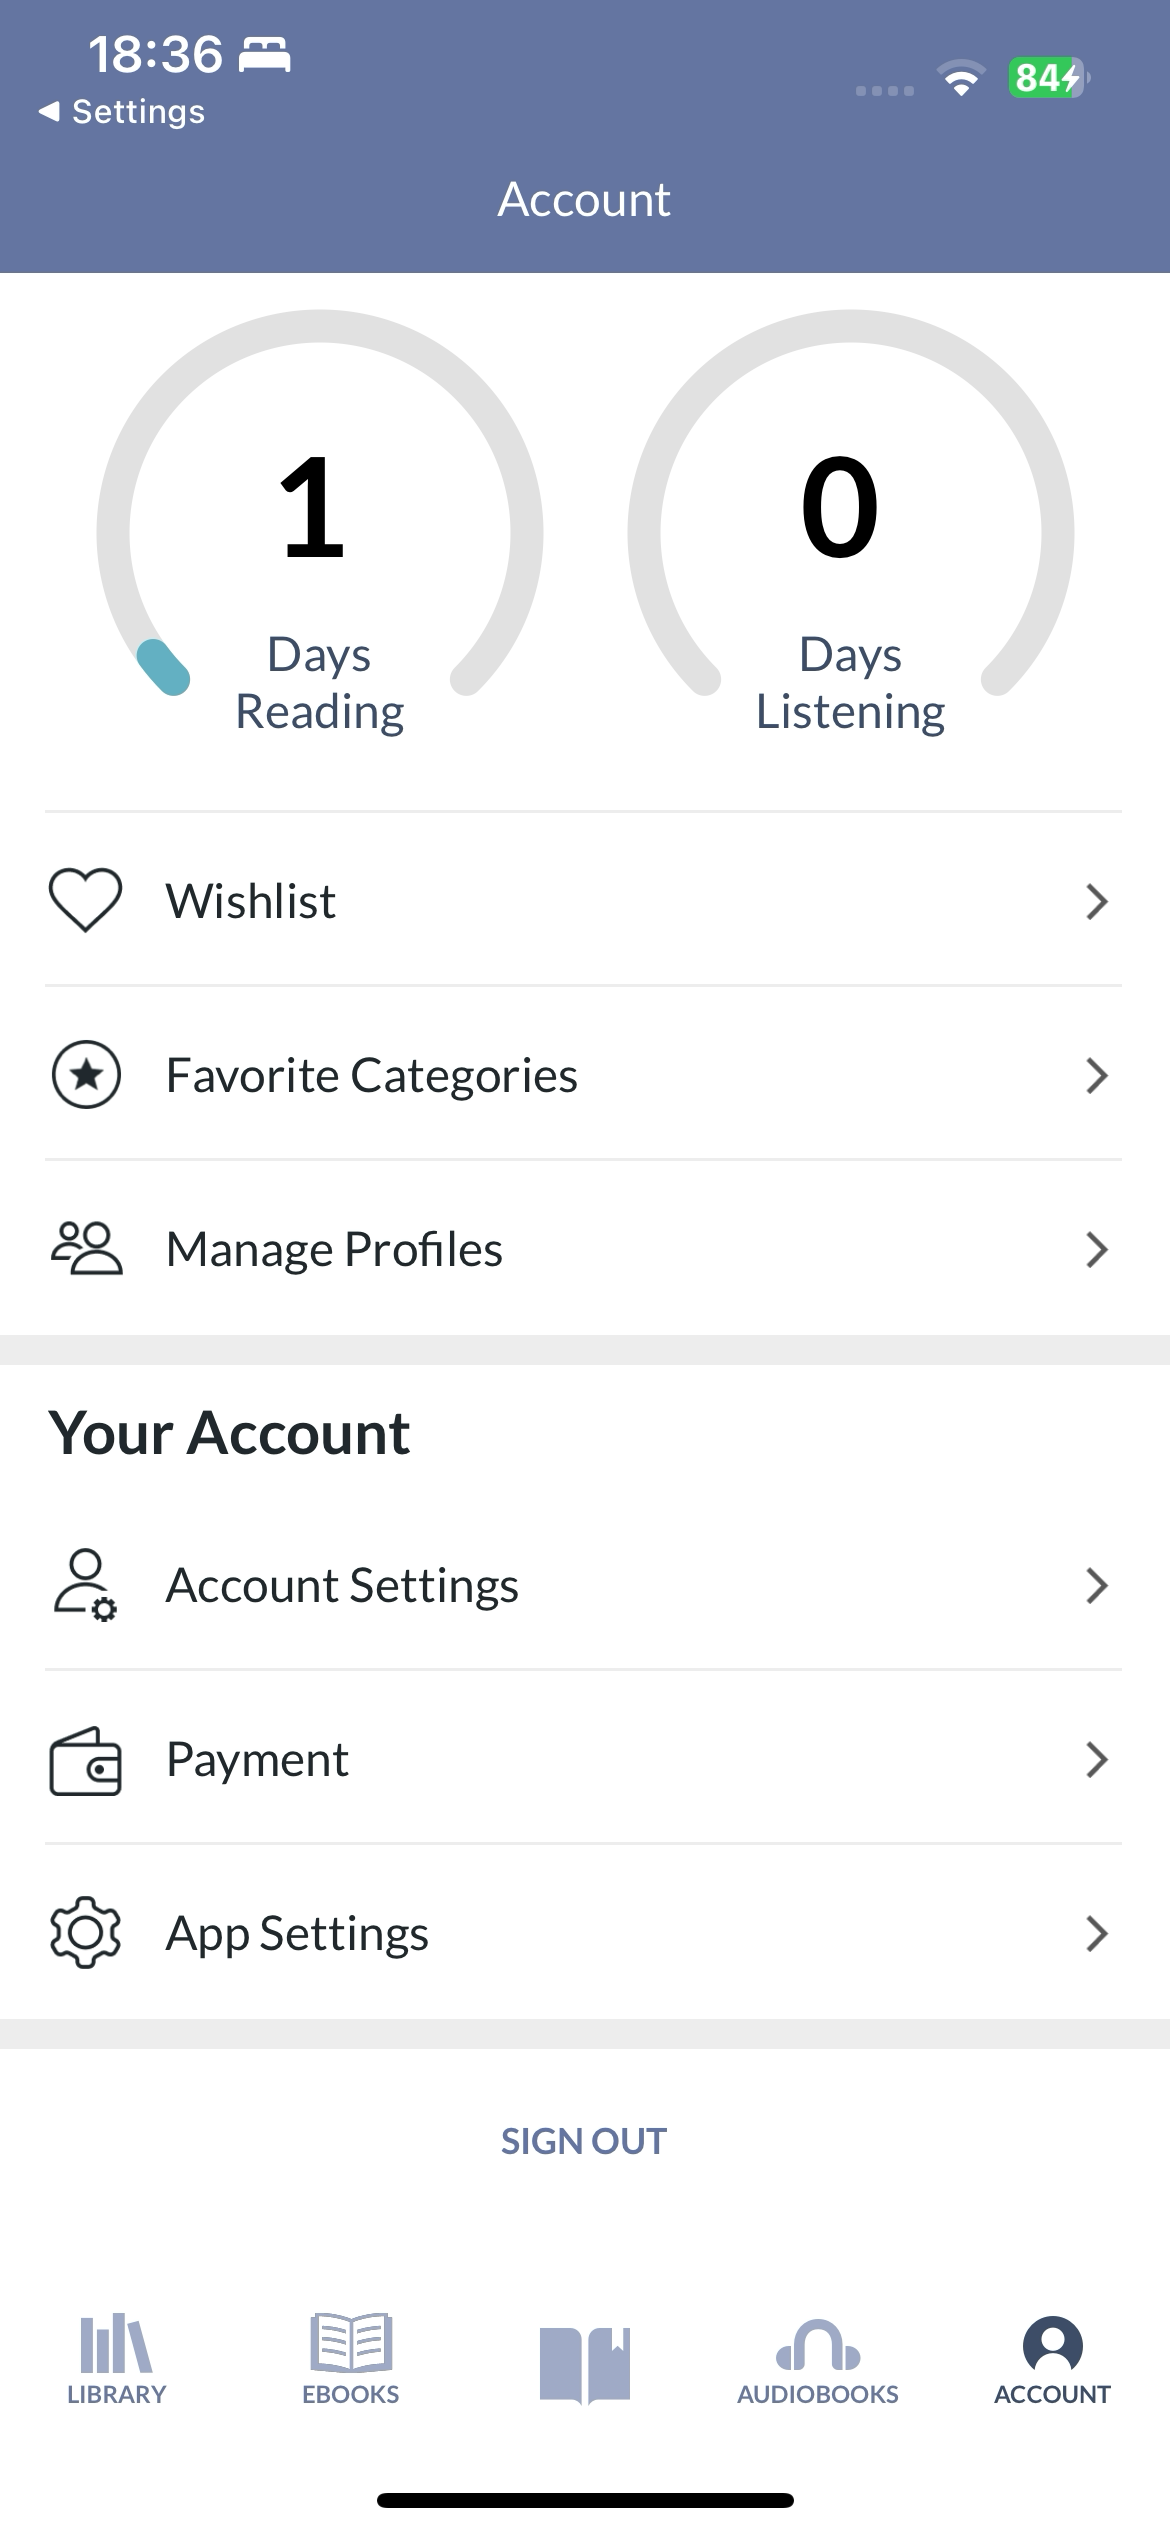 18:36
Settings
84
Account
1
Days
Reading
0
Days
Listening
Wishlist
Favorite Categories
Manage Profiles
Your Account
Account Settings
Payment
App Settings
SIGN OUT
LIBRARY
EBOOKS
AUDIOBOOKS
ACCOUNT